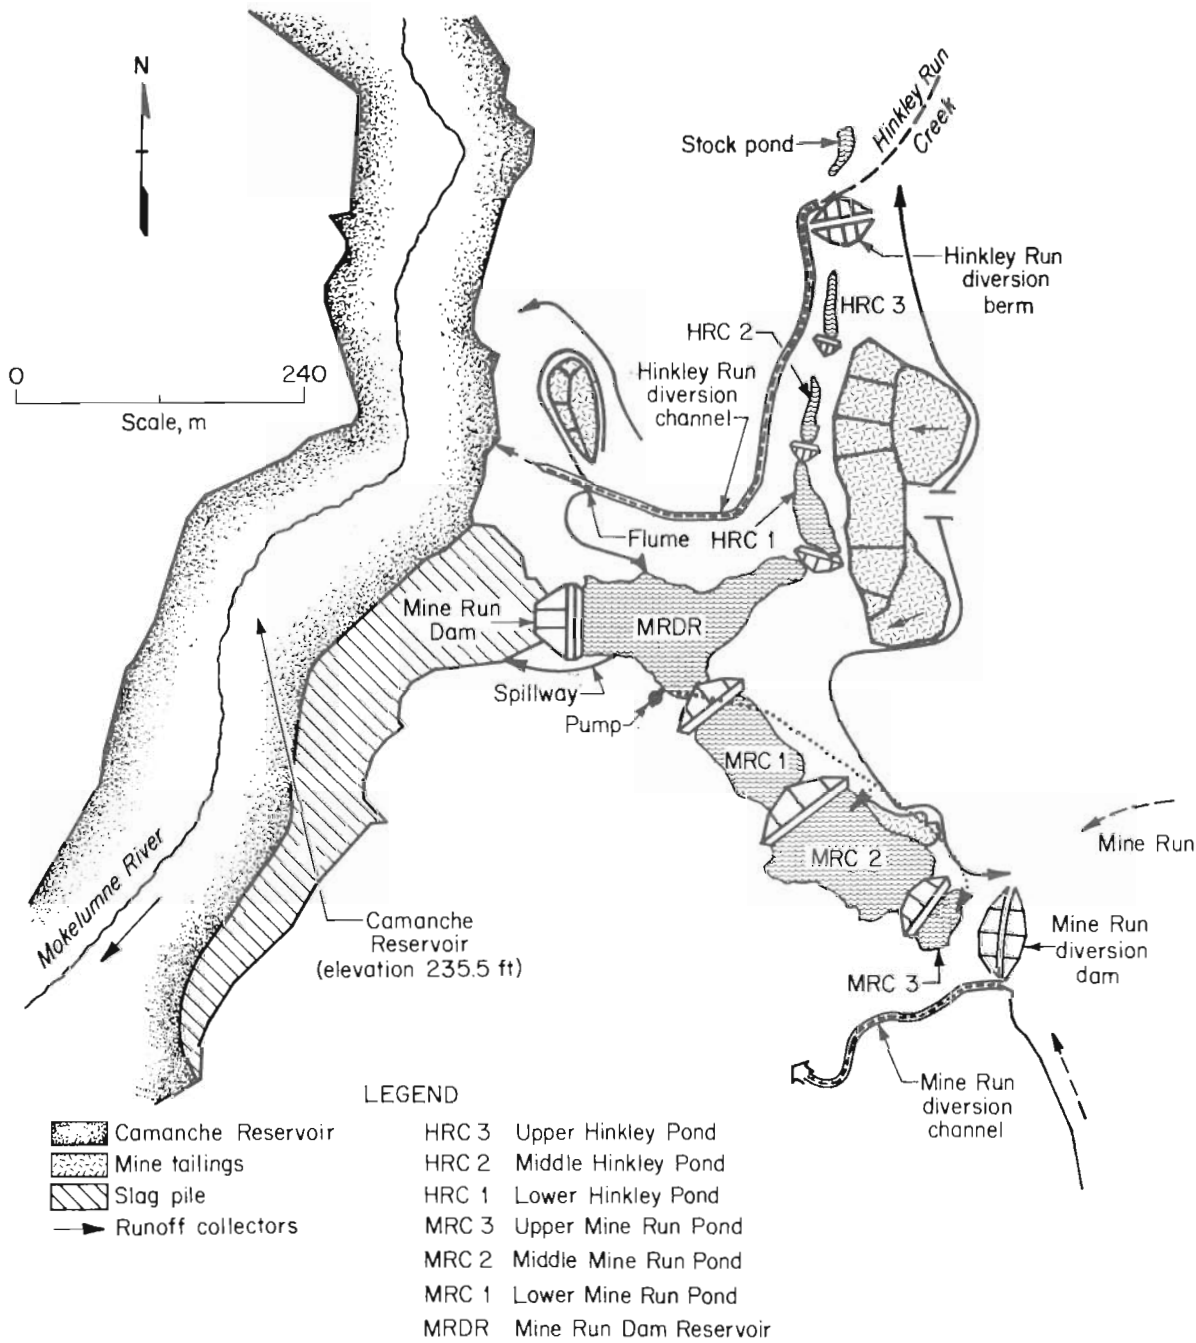 N
Hinkley Run
Creek
Stock pond
Hinkley Run
diversion
berm
HRC 3
HRC 2
0
240
Scale, m
Hinkley Run
diversion
channel
Flume
HRC 1
Mine Run
Dam
MRDR
Spillway
Pump
MRC 1
Mine Run
MRC 2
Mokelumne River
Camanche
Reservoir
(elevation 235.5 ft)
Mine Run
diversion
dam
MRC 3
Mine Run
diversion
channel
LEGEND
Camanche Reservoir
Mine tailings
Slag pile
Runoff collectors
HRC 3 Upper Hinkley Pond
HRC 2 Middle Hinkley Pond
HRC 1 Lower Hinkley Pond
MRC 3 Upper Mine Run Pond
MRC 2 Middle Mine Run Pond
MRC 1 Lower Mine Run Pond
MRDR Mine Run Dam Reservoir